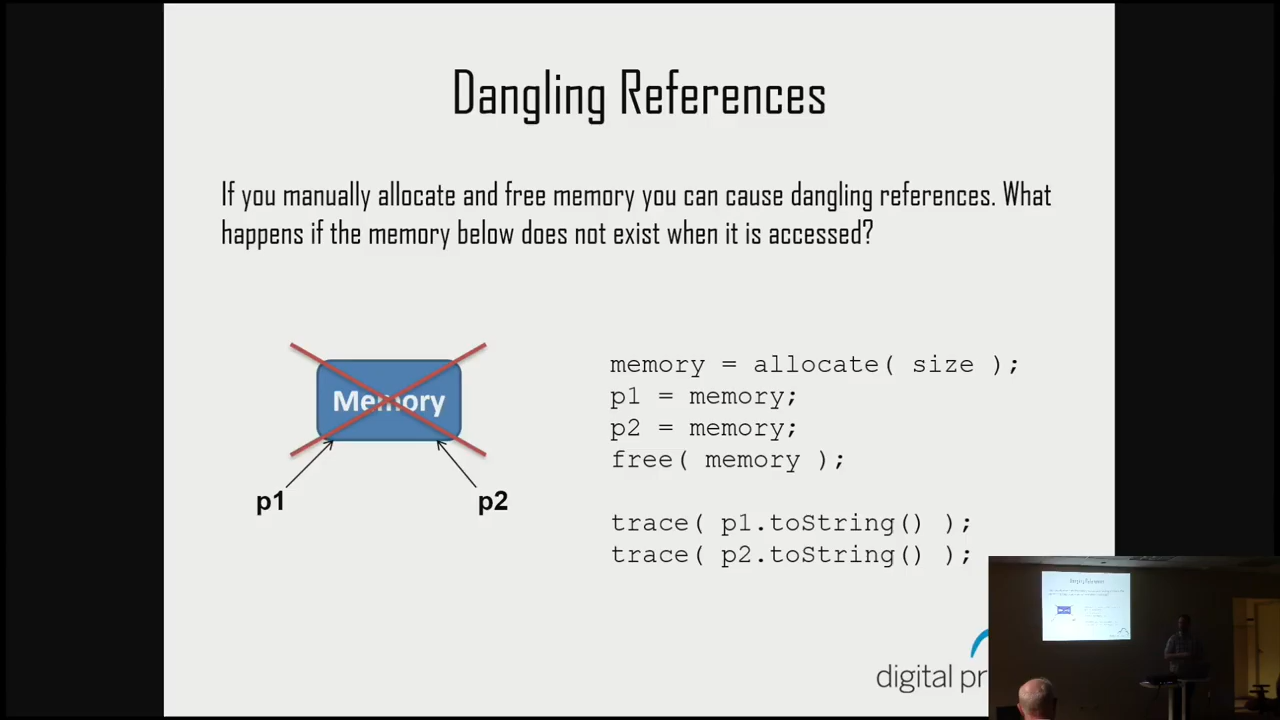 Dangling References
If you manually allocate and free memory you can cause dangling references. What
happens if the memory below does not exist when it is accessed?
Memory
p1
p2
memory = allocate( size );
p1 = memory;
p2 = memory;
free( memory );
trace( p1.toString() );
trace( p2.toString() );
digital pr
Dangling References